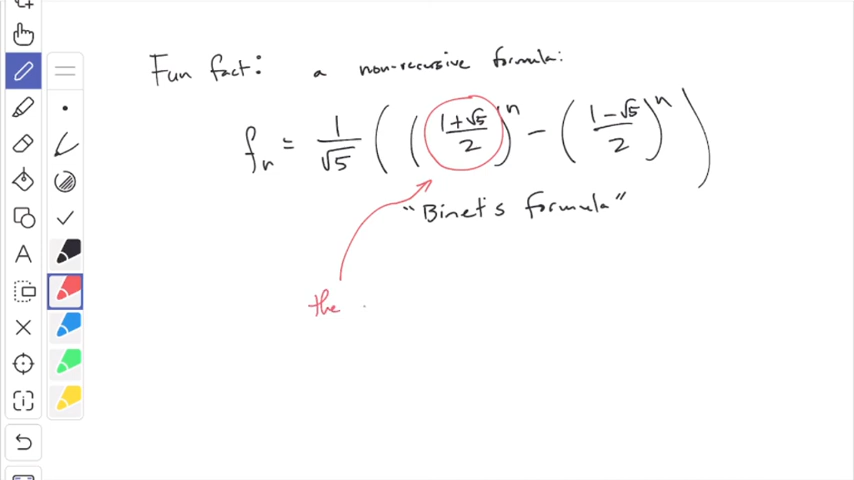 Fun fact: a non-recursive formula:
fₙ = 1/√5 ( ( (1+√5)/2 )ⁿ − ( (1−√5)/2 )ⁿ )
"Binet's formula"
the